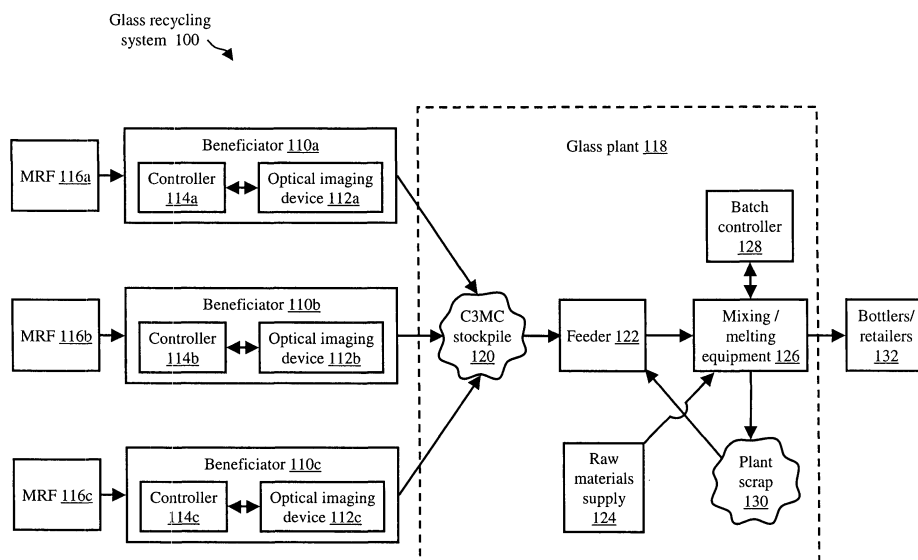 Glass recycling
system 100
Glass plant 118
MRF 116a
Beneficiator 110a
Controller
114a
Optical imaging
device 112a
MRF 116b
Beneficiator 110b
Controller
114b
Optical imaging
device 112b
MRF 116c
Beneficiator 110c
Controller
114c
Optical imaging
device 112c
C3MC
stockpile
120
Feeder 122
Batch
controller
128
Mixing /
melting
equipment 126
Bottlers/
retailers
132
Raw
materials
supply
124
Plant
scrap
130